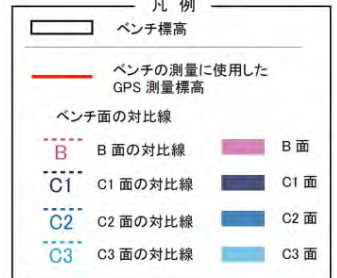 凡 例
ベンチ標高
ベンチの測量に使用した
GPS 測量標高
ベンチ面の対比線
B B 面の対比線 B 面
C1 C1 面の対比線 C1 面
C2 C2 面の対比線 C2 面
C3 C3 面の対比線 C3 面